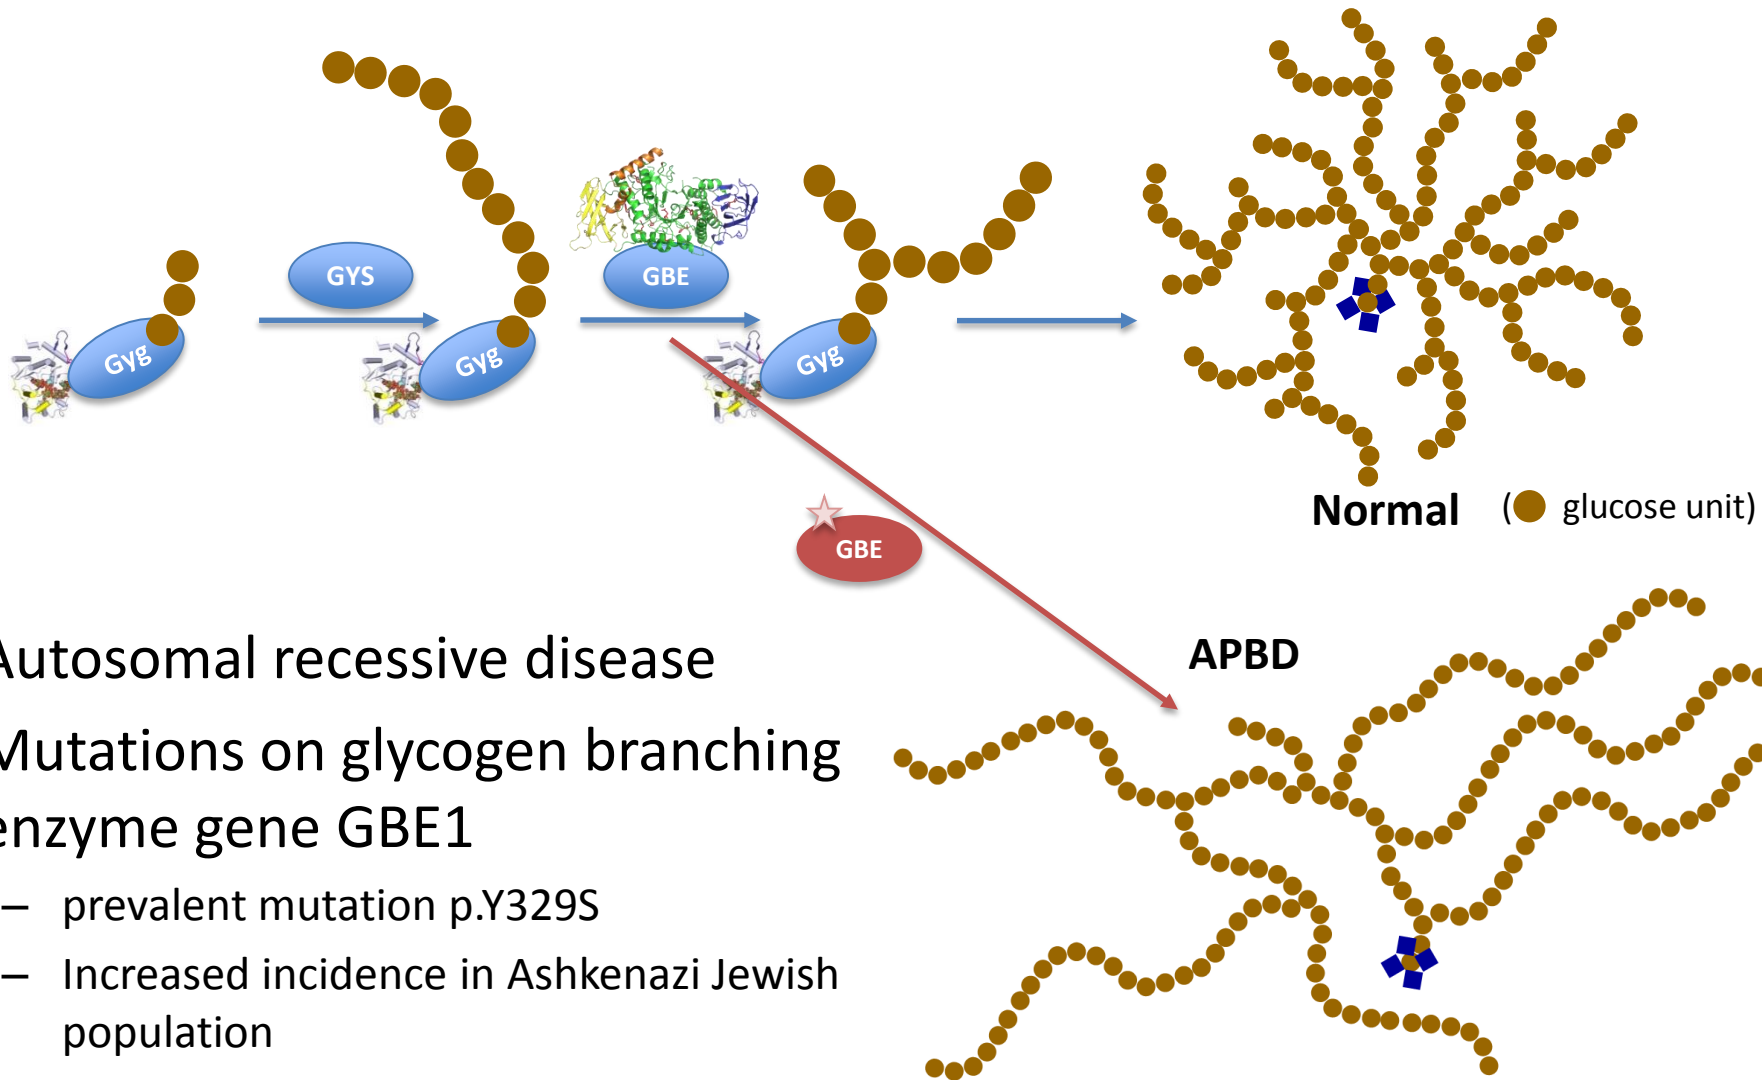 GYS
GBE
Gyg
Gyg
Gyg
Normal ( glucose unit)
GBE
APBD
Autosomal recessive disease
Mutations on glycogen branching
enzyme gene GBE1
– prevalent mutation p.Y329S
– Increased incidence in Ashkenazi Jewish
population